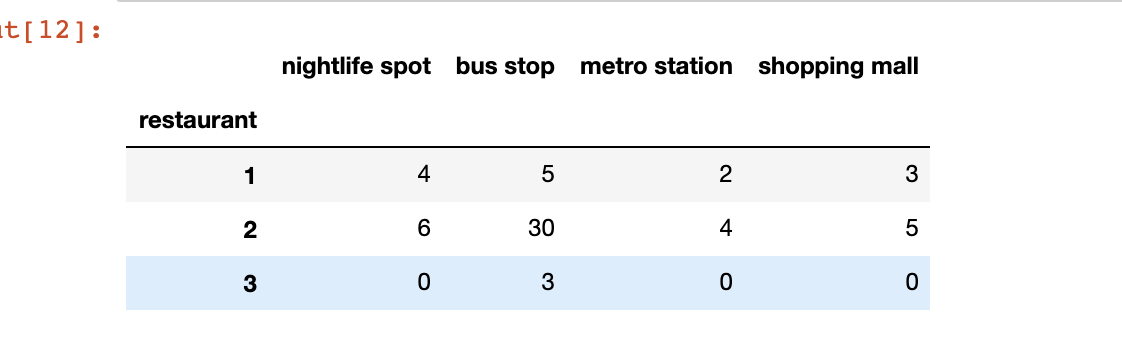 ut[12]:
nightlife spot bus stop metro station shopping mall
restaurant
1 4 5 2 3
2 6 30 4 5
3 0 3 0 0